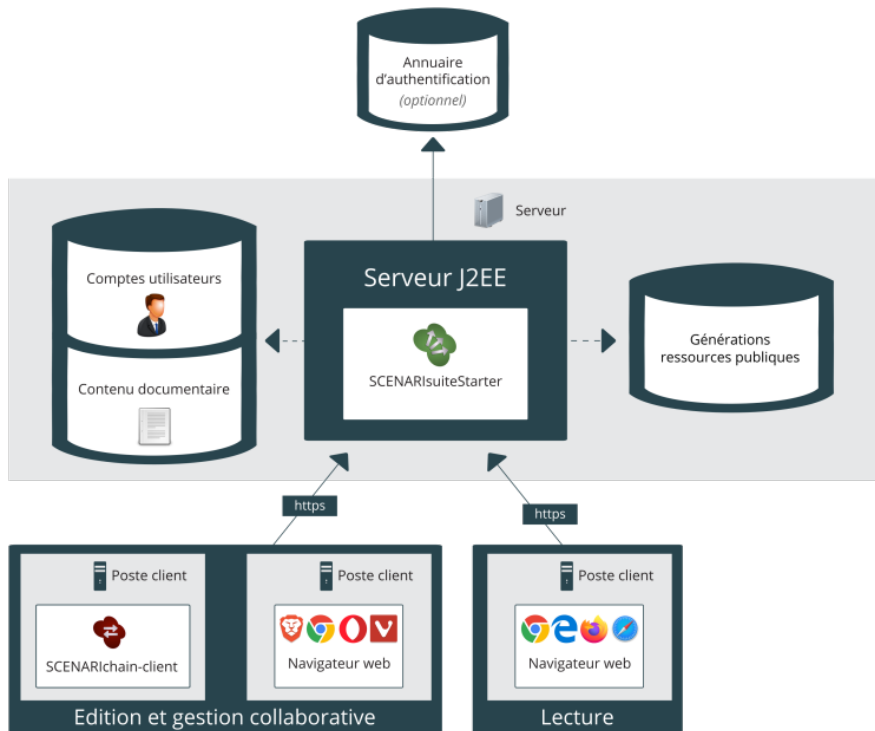 Annuaire
d'authentification
(optionnel)
Serveur
Comptes utilisateurs
Contenu documentaire
Serveur J2EE
SCENARIsuiteStarter
Générations
ressources publiques
https
https
Poste client
SCENARIchain-client
Poste client
Navigateur web
Edition et gestion collaborative
Poste client
Navigateur web
Lecture